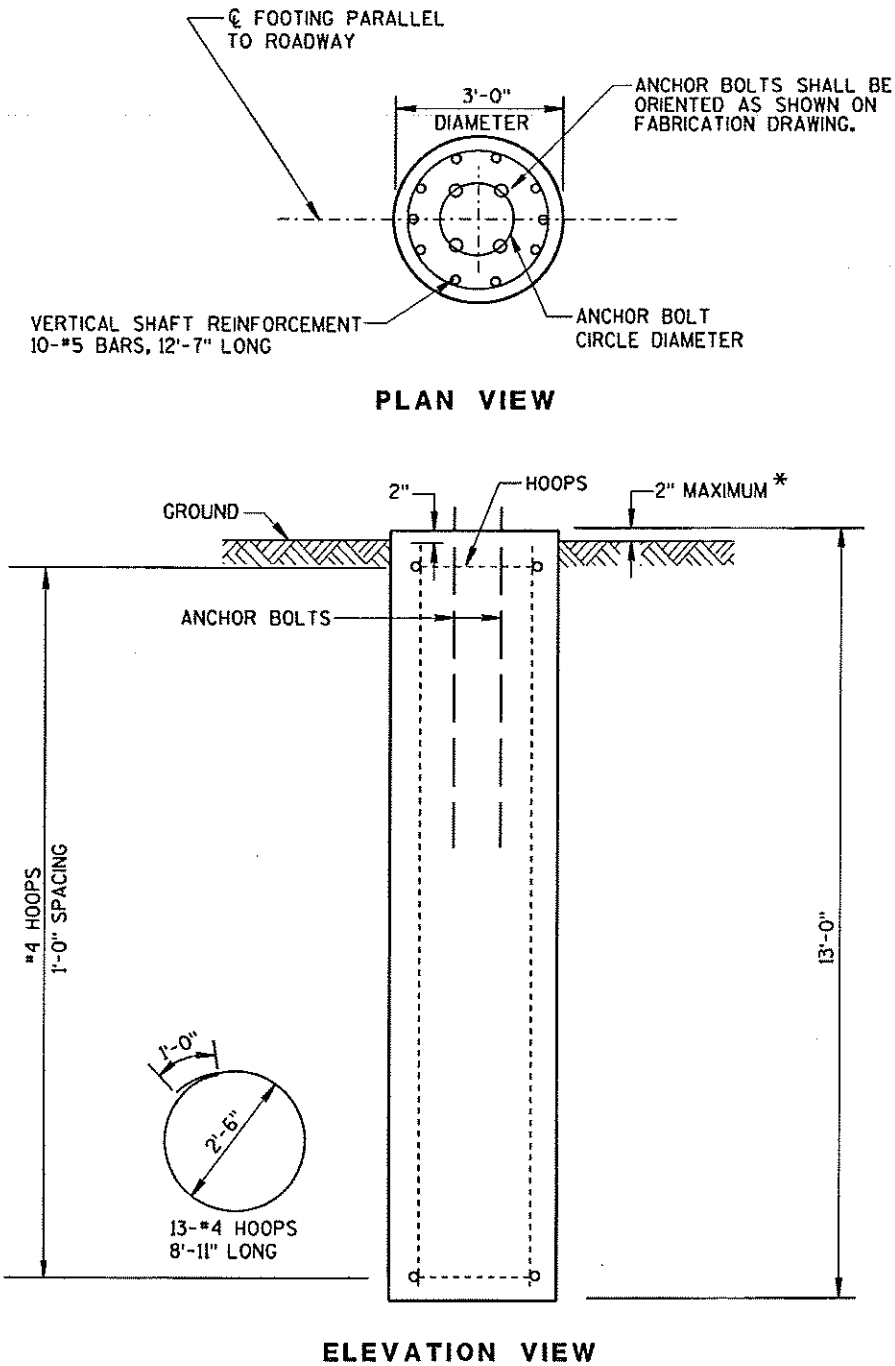 ℄ FOOTING PARALLEL
TO ROADWAY
3'-0"
DIAMETER
ANCHOR BOLTS SHALL BE
ORIENTED AS SHOWN ON
FABRICATION DRAWING.
VERTICAL SHAFT REINFORCEMENT
10-#5 BARS, 12'-7" LONG
ANCHOR BOLT
CIRCLE DIAMETER
PLAN VIEW
2"
HOOPS
2" MAXIMUM *
GROUND
ANCHOR BOLTS
#4 HOOPS
1'-0" SPACING
13'-0"
1'-0"
2'-6"
13-#4 HOOPS
8'-11" LONG
ELEVATION VIEW